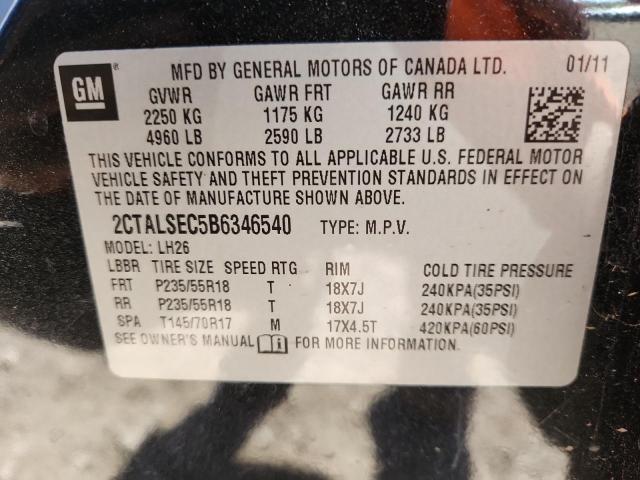 GM ®
MFD BY GENERAL MOTORS OF CANADA LTD. 01/11
GVWR GAWR FRT GAWR RR
2250 KG 1175 KG 1240 KG
4960 LB 2590 LB 2733 LB
THIS VEHICLE CONFORMS TO ALL APPLICABLE U.S. FEDERAL MOTOR
VEHICLE SAFETY AND THEFT PREVENTION STANDARDS IN EFFECT ON
THE DATE OF MANUFACTURE SHOWN ABOVE.
2CTALSEC5B6346540 TYPE: M.P.V.
MODEL: LH26
LBBR TIRE SIZE SPEED RTG RIM COLD TIRE PRESSURE
FRT P235/55R18 T 18X7J 240KPA(35PSI)
RR P235/55R18 T 18X7J 240KPA(35PSI)
SPA T145/70R17 M 17X4.5T 420KPA(60PSI)
SEE OWNER'S MANUAL FOR MORE INFORMATION.